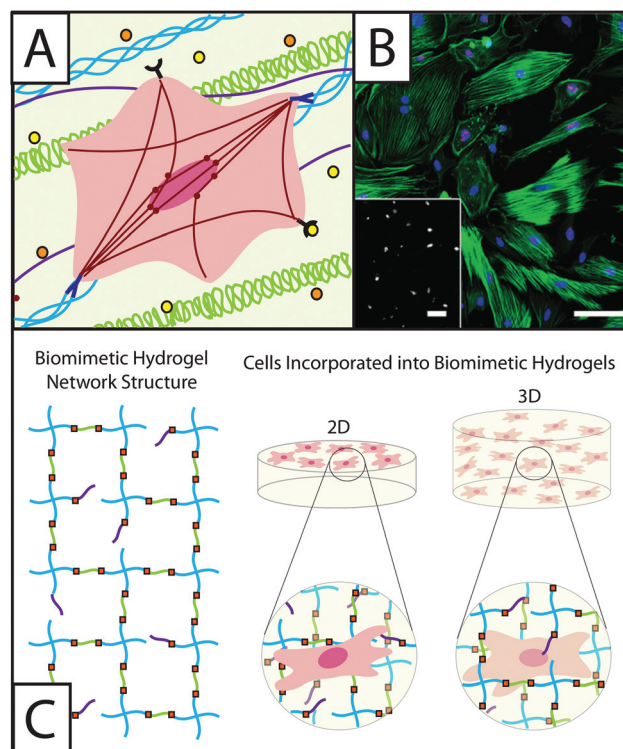 A
B
Biomimetic Hydrogel
Network Structure
Cells Incorporated into Biomimetic Hydrogels
2D
3D
C